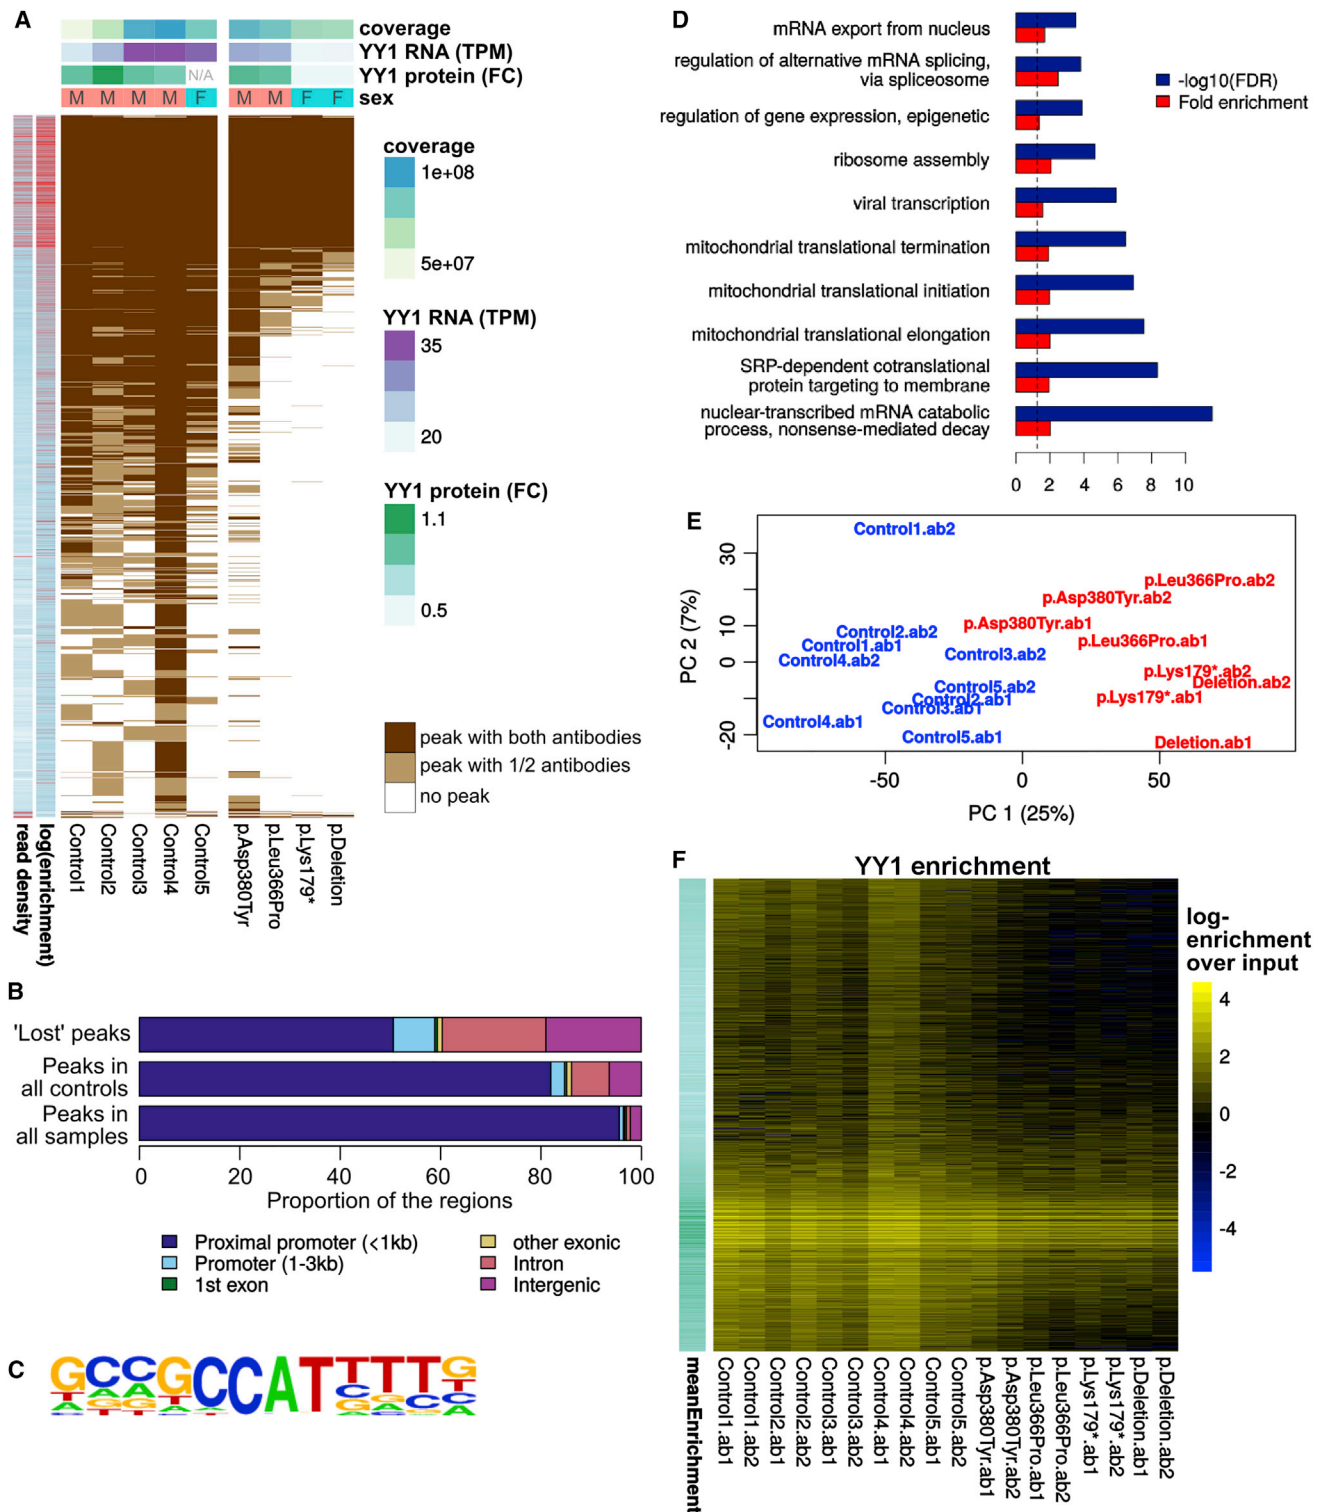 A
coverage
YY1 RNA (TPM)
YY1 protein (FC)
N/A
M M M M F M M F F sex
coverage
1e+08
5e+07
YY1 RNA (TPM)
35
20
YY1 protein (FC)
1.1
0.5
peak with both antibodies
peak with 1/2 antibodies
no peak
read density
log(enrichment)
Control1
Control2
Control3
Control4
Control5
p.Asp380Tyr
p.Leu366Pro
p.Lys179*
p.Deletion
B
'Lost' peaks
Peaks in
all controls
Peaks in
all samples
0 20 40 60 80 100
Proportion of the regions
Proximal promoter (<1kb)
Promoter (1-3kb)
1st exon
other exonic
Intron
Intergenic
C
GCCGCCATTTTG
D
mRNA export from nucleus
regulation of alternative mRNA splicing,
via spliceosome
regulation of gene expression, epigenetic
ribosome assembly
viral transcription
mitochondrial translational termination
mitochondrial translational initiation
mitochondrial translational elongation
SRP-dependent cotranslational
protein targeting to membrane
nuclear-transcribed mRNA catabolic
process, nonsense-mediated decay
-log10(FDR)
Fold enrichment
0 2 4 6 8 10
E
PC 2 (7%)
30
10
0
-20
Control1.ab2
p.Leu366Pro.ab2
p.Asp380Tyr.ab2
p.Asp380Tyr.ab1
Control2.ab2
p.Leu366Pro.ab1
Control1.ab1
Control3.ab2
Control4.ab2
p.Lys179*.ab2
Deletion.ab2
Control5.ab2
Control2.ab1
p.Lys179*.ab1
Control3.ab1
Control4.ab1
Control5.ab1
Deletion.ab1
-50 0 50
PC 1 (25%)
F
YY1 enrichment
log-
enrichment
over input
4
2
0
-2
-4
meanEnrichment
Control1.ab1
Control1.ab2
Control2.ab1
Control2.ab2
Control3.ab1
Control3.ab2
Control4.ab1
Control4.ab2
Control5.ab1
Control5.ab2
p.Asp380Tyr.ab1
p.Asp380Tyr.ab2
p.Leu366Pro.ab1
p.Leu366Pro.ab2
p.Lys179*.ab1
p.Lys179*.ab2
p.Deletion.ab1
p.Deletion.ab2